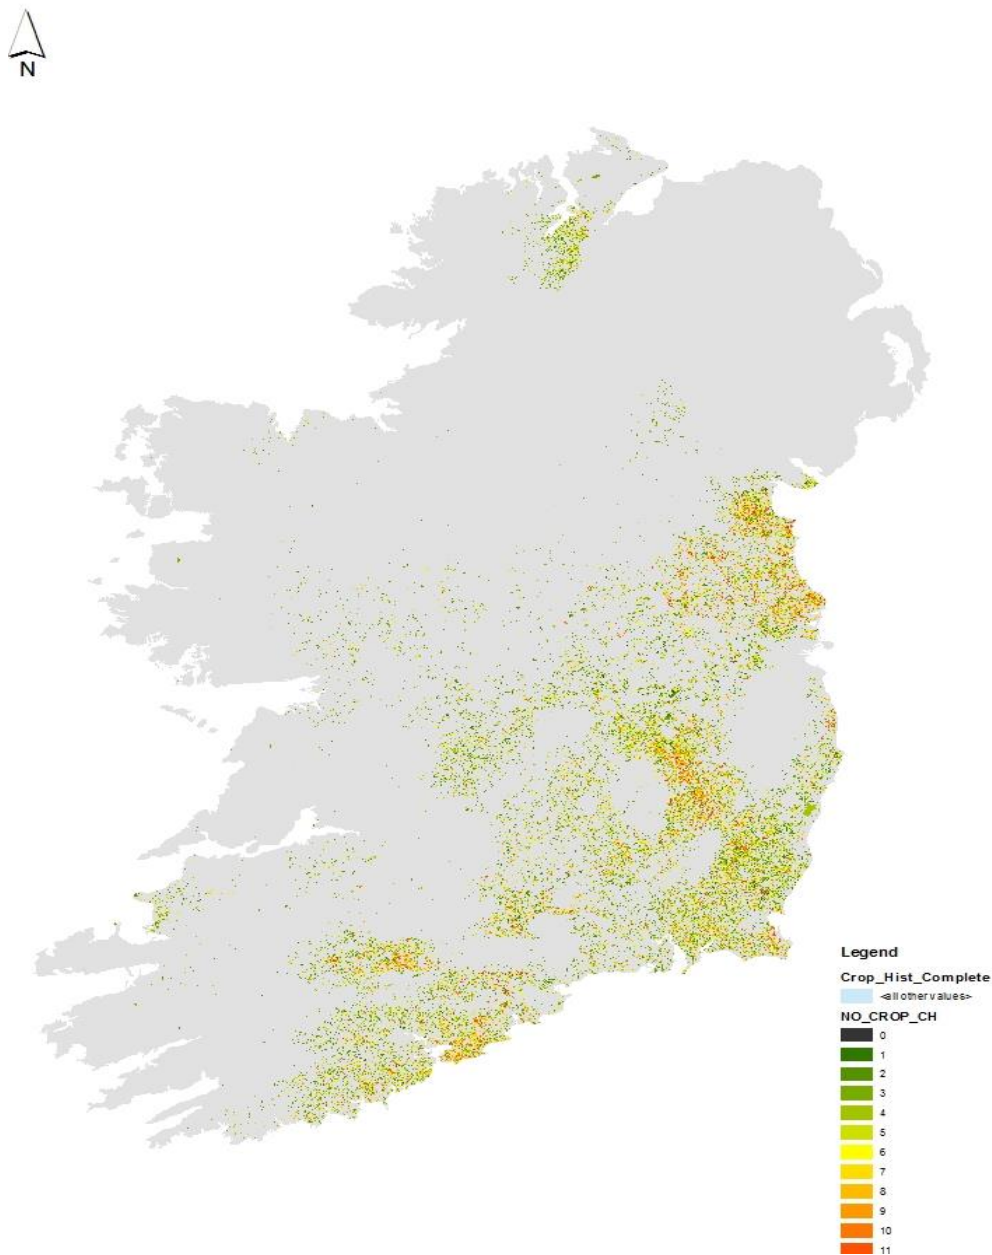 N
Legend
Crop_Hist_Complete
<all other values>
NO_CROP_CH
0
1
2
3
4
5
6
7
8
9
10
11